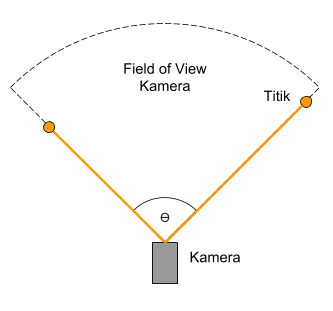 Field of View
Kamera
Titik
Ɵ
Kamera